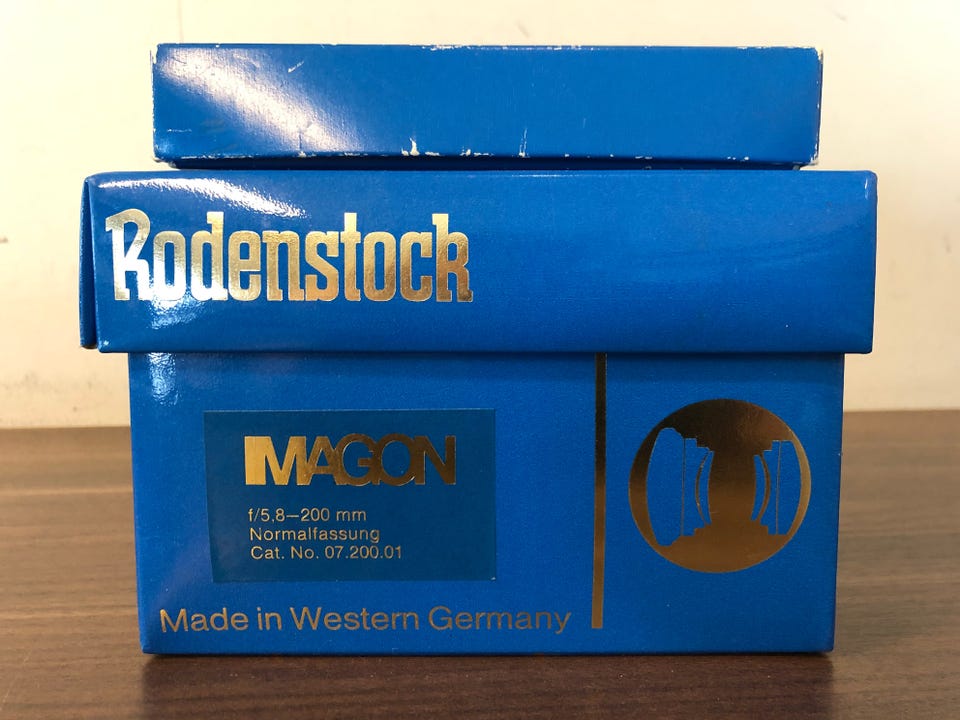 Rodenstock
IMAGON
f/5,8–200 mm
Normalfassung
Cat. No. 07.200.01
Made in Western Germany